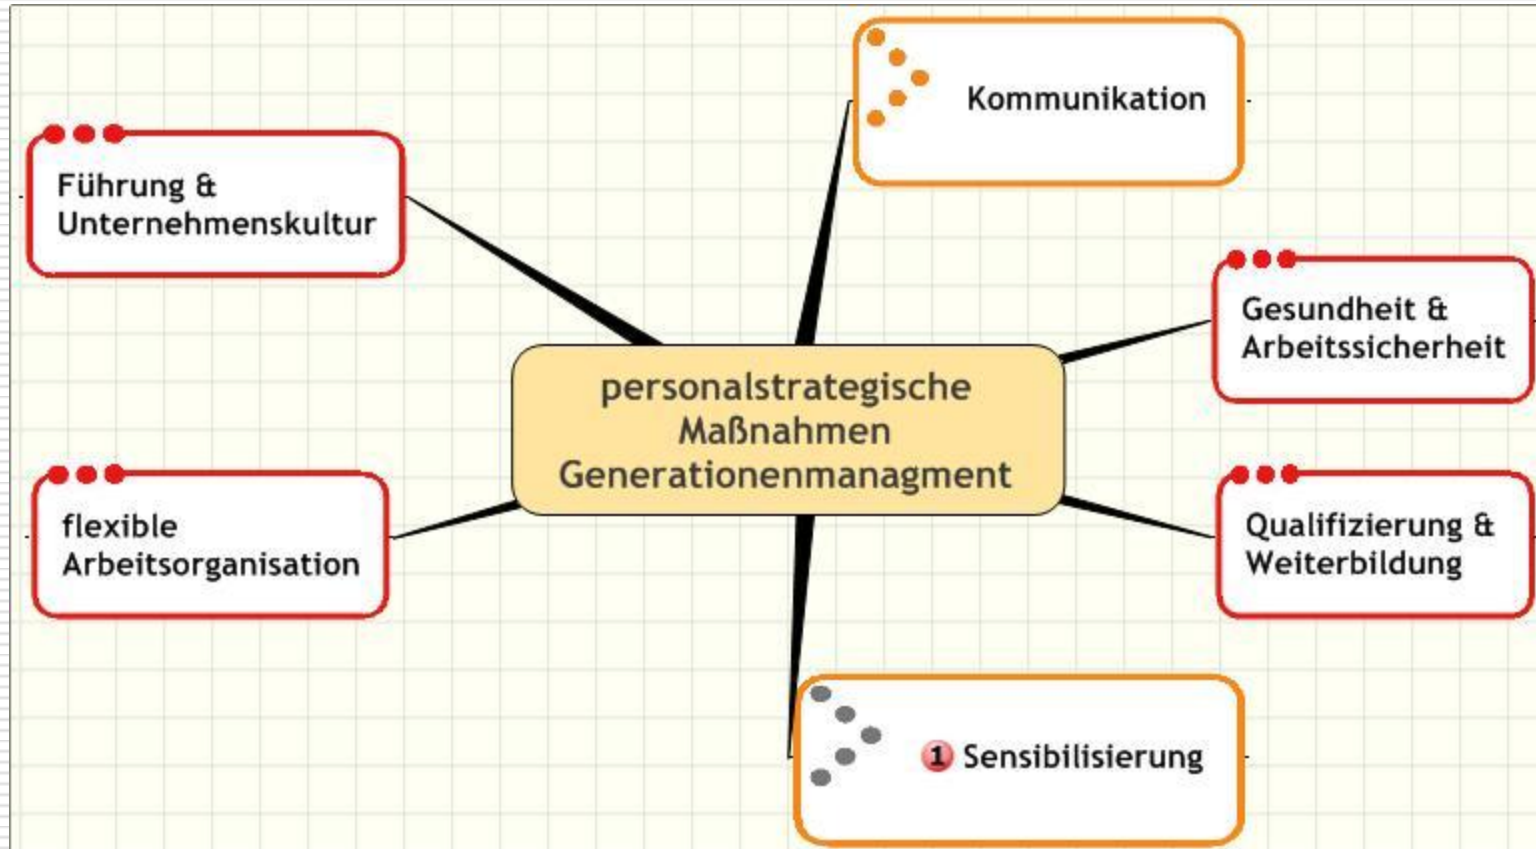 Kommunikation
Führung &
Unternehmenskultur
Gesundheit &
Arbeitssicherheit
personalstrategische
Maßnahmen
Generationenmanagment
flexible
Arbeitsorganisation
Qualifizierung &
Weiterbildung
1 Sensibilisierung